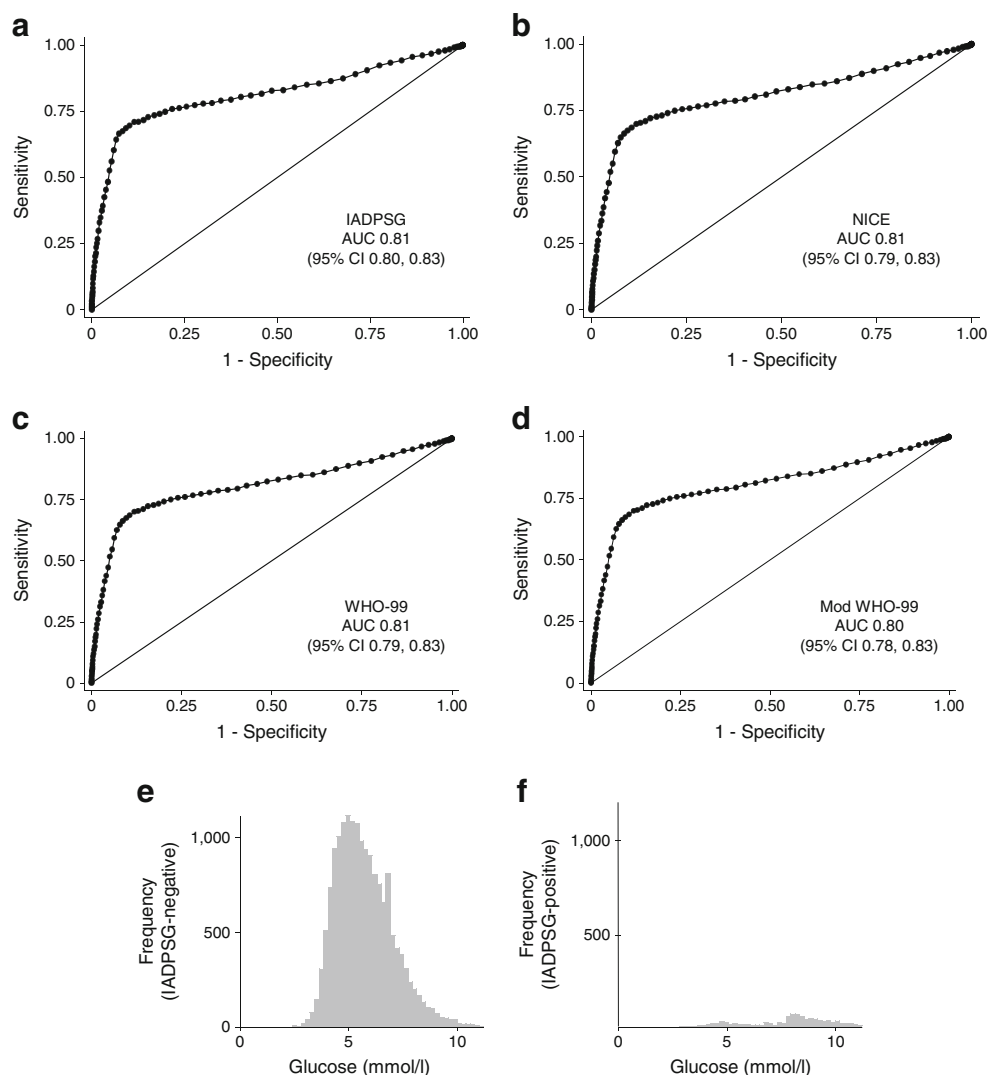 a
1.00
0.75
0.50
0.25
0
Sensitivity
IADPSG
AUC 0.81
(95% CI 0.80, 0.83)
0 0.25 0.50 0.75 1.00
1 - Specificity
b
1.00
0.75
0.50
0.25
0
Sensitivity
NICE
AUC 0.81
(95% CI 0.79, 0.83)
0 0.25 0.50 0.75 1.00
1 - Specificity
c
1.00
0.75
0.50
0.25
0
Sensitivity
WHO-99
AUC 0.81
(95% CI 0.79, 0.83)
0 0.25 0.50 0.75 1.00
1 - Specificity
d
1.00
0.75
0.50
0.25
0
Sensitivity
Mod WHO-99
AUC 0.80
(95% CI 0.78, 0.83)
0 0.25 0.50 0.75 1.00
1 - Specificity
e
1,000
500
0
Frequency
(IADPSG-negative)
0 5 10
Glucose (mmol/l)
f
1,000
500
Frequency
(IADPSG-positive)
0 5 10
Glucose (mmol/l)